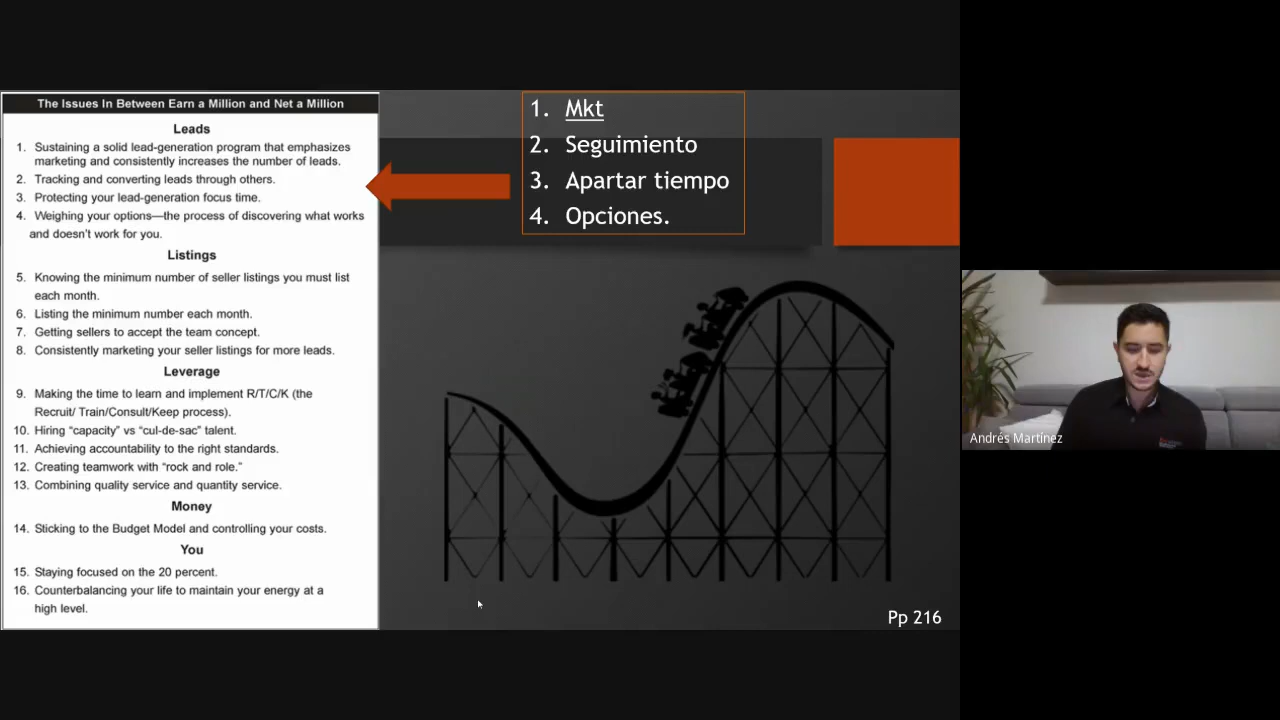 The Issues In Between Earn a Million and Net a Million
Leads
1. Sustaining a solid lead-generation program that emphasizes
marketing and consistently increases the number of leads.
2. Tracking and converting leads through others.
3. Protecting your lead-generation focus time.
4. Weighing your options—the process of discovering what works
and doesn't work for you.
Listings
5. Knowing the minimum number of seller listings you must list
each month.
6. Listing the minimum number each month.
7. Getting sellers to accept the team concept.
8. Consistently marketing your seller listings for more leads.
Leverage
9. Making the time to learn and implement R/T/C/K (the
Recruit/ Train/Consult/Keep process).
10. Hiring "capacity" vs "cul-de-sac" talent.
11. Achieving accountability to the right standards.
12. Creating teamwork with "rock and role."
13. Combining quality service and quantity service.
Money
14. Sticking to the Budget Model and controlling your costs.
You
15. Staying focused on the 20 percent.
16. Counterbalancing your life to maintain your energy at a
high level.
1. Mkt
2. Seguimiento
3. Apartar tiempo
4. Opciones.
Pp 216
Andrés Martínez